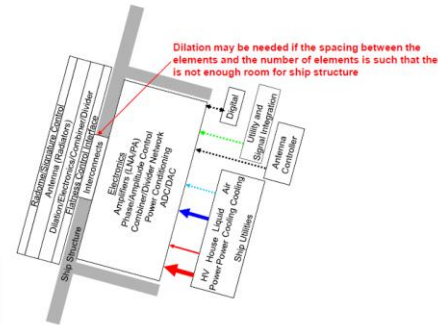 Dilation may be needed if the spacing between the
elements and the number of elements is such that the
is not enough room for ship structure
Radome/Signature Control
Antenna (Radiators)
Dilation/Electronics/Combiner/Divider
Flatness Control Interface
Interconnects
Ship Structure
Electronics
Amplifiers (LNA/PA)
Phase/Amplitude Control
Combiner/Divider Network
Power Conditioning
ADC/DAC
Digital
Utility and
Signal Integration
Antenna
Controller
HV House Liquid Air
Power Power Cooling Cooling
Ship Utilities